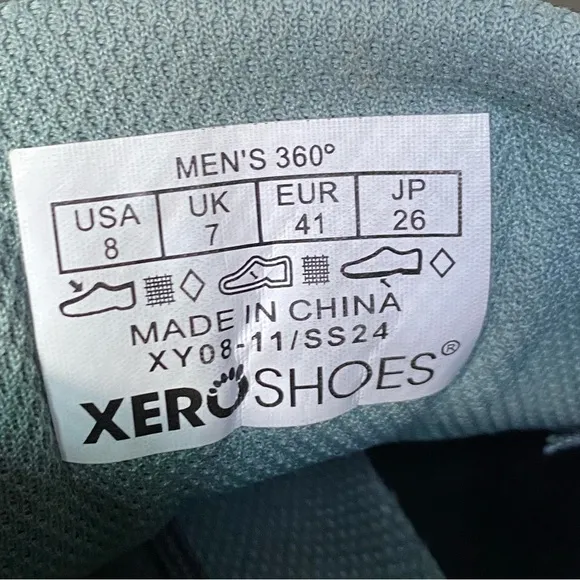 MEN'S 360°
USA UK EUR JP
8 7 41 26
MADE IN CHINA
XY08-11/SS24
XEROSHOES®